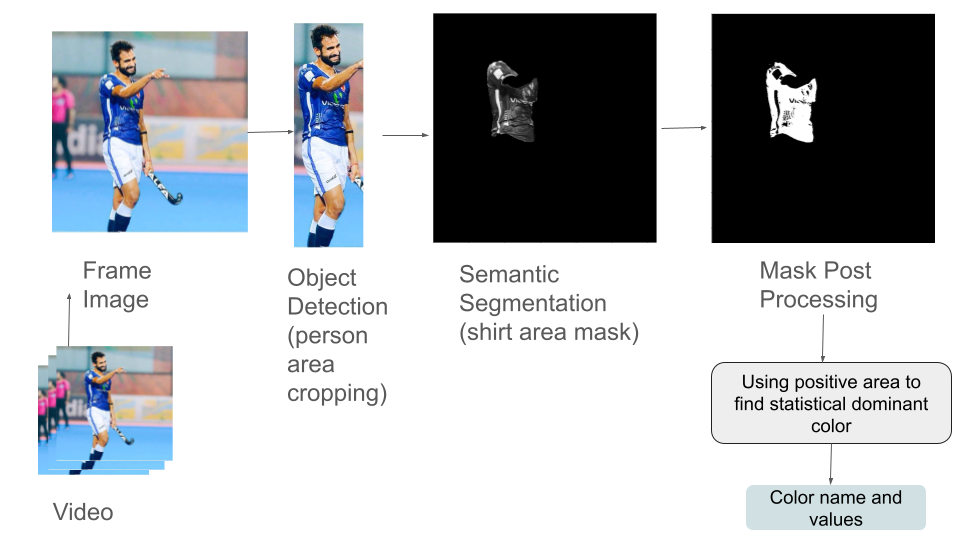 Frame
Image
Object
Detection
(person
area
cropping)
Semantic
Segmentation
(shirt area mask)
Mask Post
Processing
Video
Using positive area to
find statistical dominant
color
Color name and
values